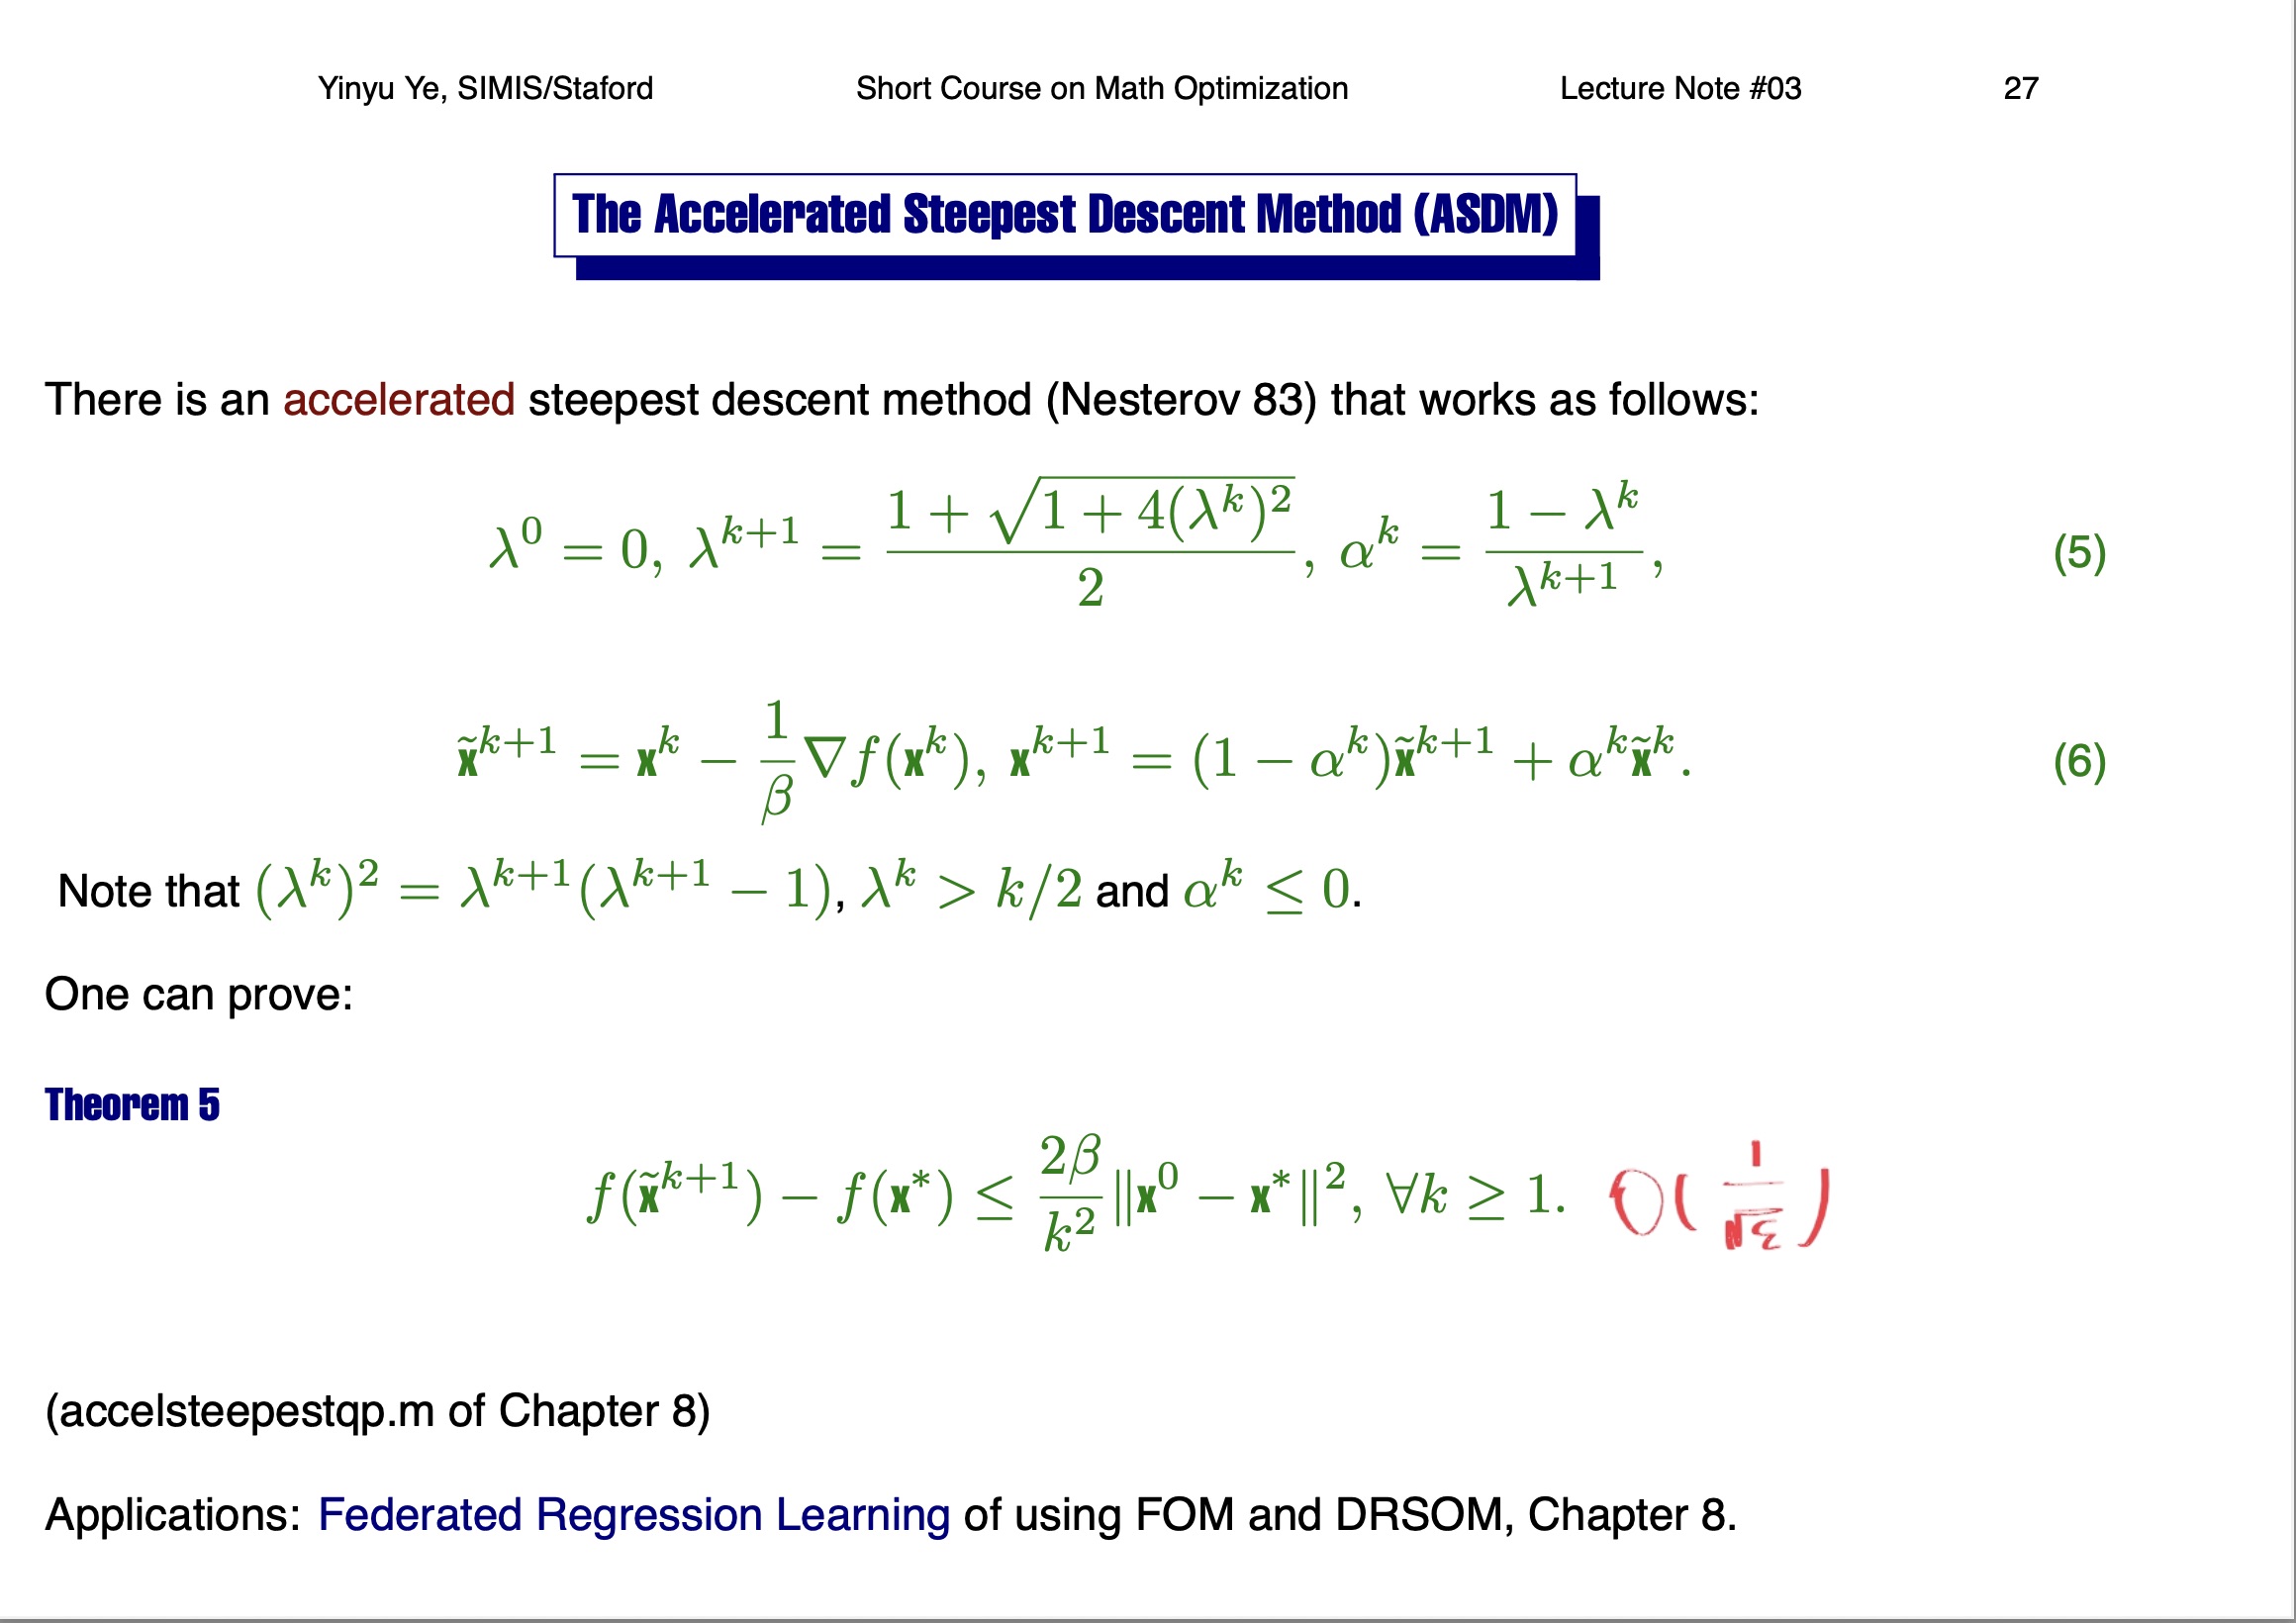 Yinyu Ye, SIMIS/Staford Short Course on Math Optimization Lecture Note #03 27
The Accelerated Steepest Descent Method (ASDM)
There is an accelerated steepest descent method (Nesterov 83) that works as follows:
$\lambda^0 = 0, \lambda^{k+1} = \frac{1 + \sqrt{1 + 4(\lambda^k)^2}}{2}, \alpha^k = \frac{1 - \lambda^k}{\lambda^{k+1}},$ (5)
$\tilde{\mathbf{x}}^{k+1} = \mathbf{x}^k - \frac{1}{\beta} \nabla f(\mathbf{x}^k), \mathbf{x}^{k+1} = (1 - \alpha^k)\tilde{\mathbf{x}}^{k+1} + \alpha^k \tilde{\mathbf{x}}^k.$ (6)
Note that $(\lambda^k)^2 = \lambda^{k+1}(\lambda^{k+1} - 1), \lambda^k > k/2$ and $\alpha^k \leq 0$.
One can prove:
Theorem 5
$f(\tilde{\mathbf{x}}^{k+1}) - f(\mathbf{x}^*) \leq \frac{2\beta}{k^2} \|\mathbf{x}^0 - \mathbf{x}^*\|^2, \forall k \geq 1.$ $O(\frac{1}{\sqrt{\varepsilon}})$
(accelsteepestqp.m of Chapter 8)
Applications: Federated Regression Learning of using FOM and DRSOM, Chapter 8.